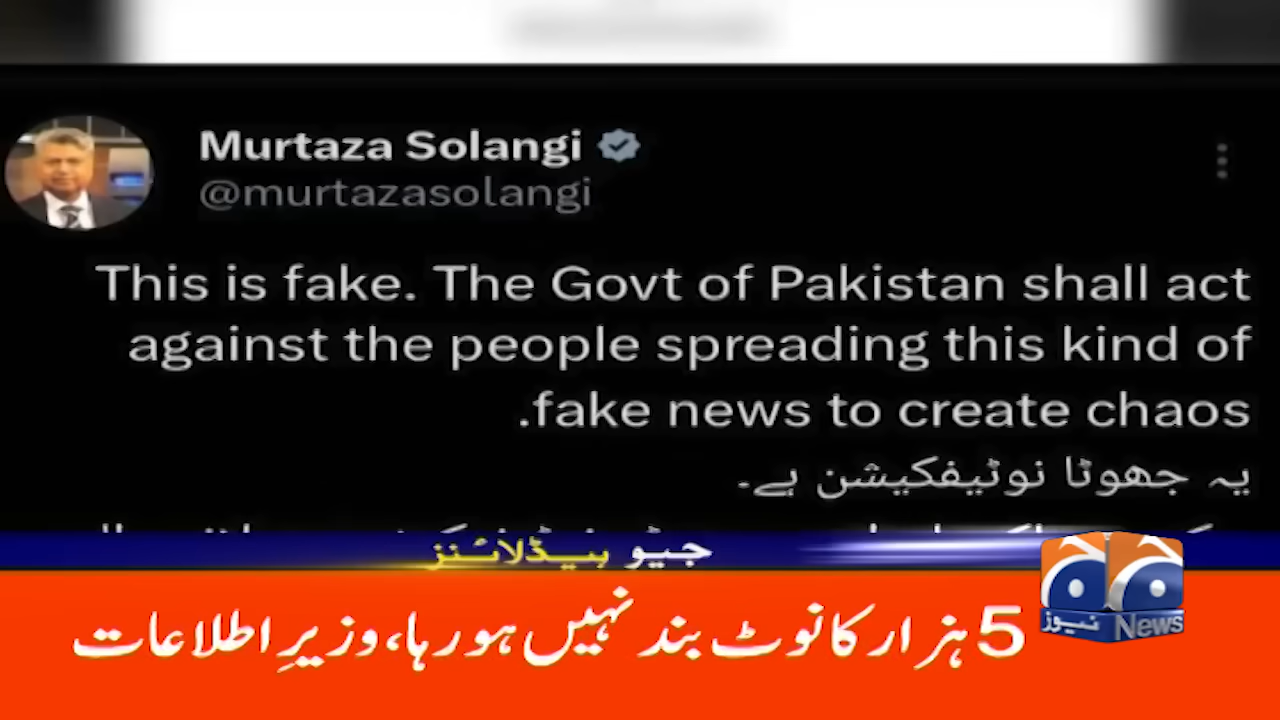 Murtaza Solangi
@murtazasolangi
This is fake. The Govt of Pakistan shall act
against the people spreading this kind of
.fake news to create chaos
یہ جھوٹا نوٹیفکیشن ہے۔
جیو ہیڈلائنز
5 ہزار کا نوٹ بند نہیں ہو رہا، وزیرِ اطلاعات
جیو نیوز News